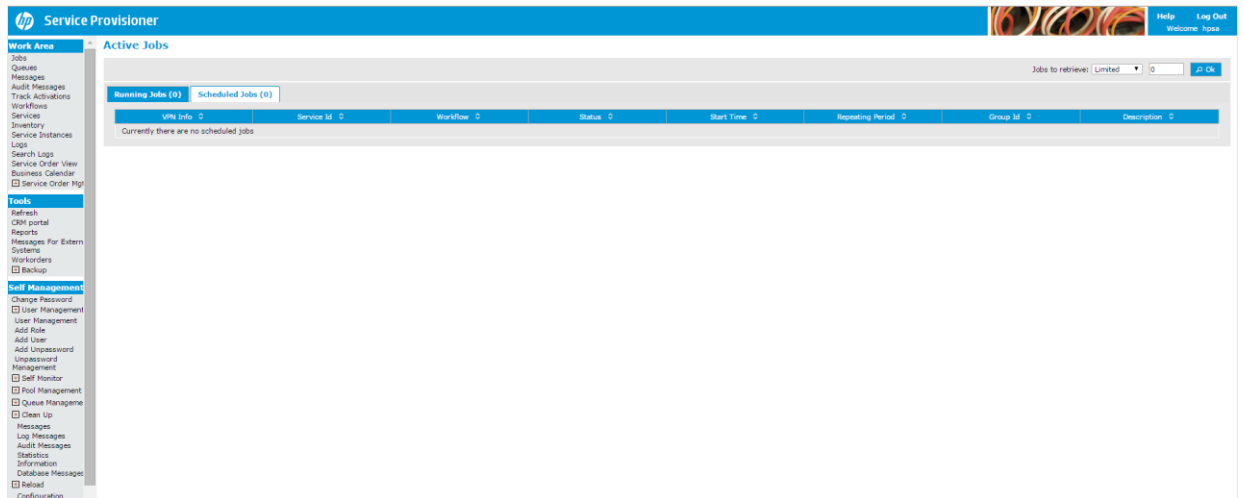 hp Service Provisioner
Help Log Out
Welcome hpsa
Work Area
Jobs
Queues
Messages
Audit Messages
Track Activations
Workflows
Services
Inventory
Service Instances
Logs
Search Logs
Service Order View
Business Calendar
Service Order Mgt
Tools
Refresh
CRM portal
Reports
Messages For Extern
Systems
Workorders
Backup
Self Management
Change Password
User Management
User Management
Add Role
Add User
Add Unpassword
Unpassword
Management
Self Monitor
Pool Management
Queue Manageme
Clean Up
Messages
Log Messages
Audit Messages
Statistics
Information
Database Messages
Reload
Configuration
Active Jobs
Jobs to retrieve: Limited 0 Ok
Running Jobs (0) Scheduled Jobs (0)
VPN Info Service Id Workflow Status Start Time Repeating Period Group Id Description
Currently there are no scheduled jobs